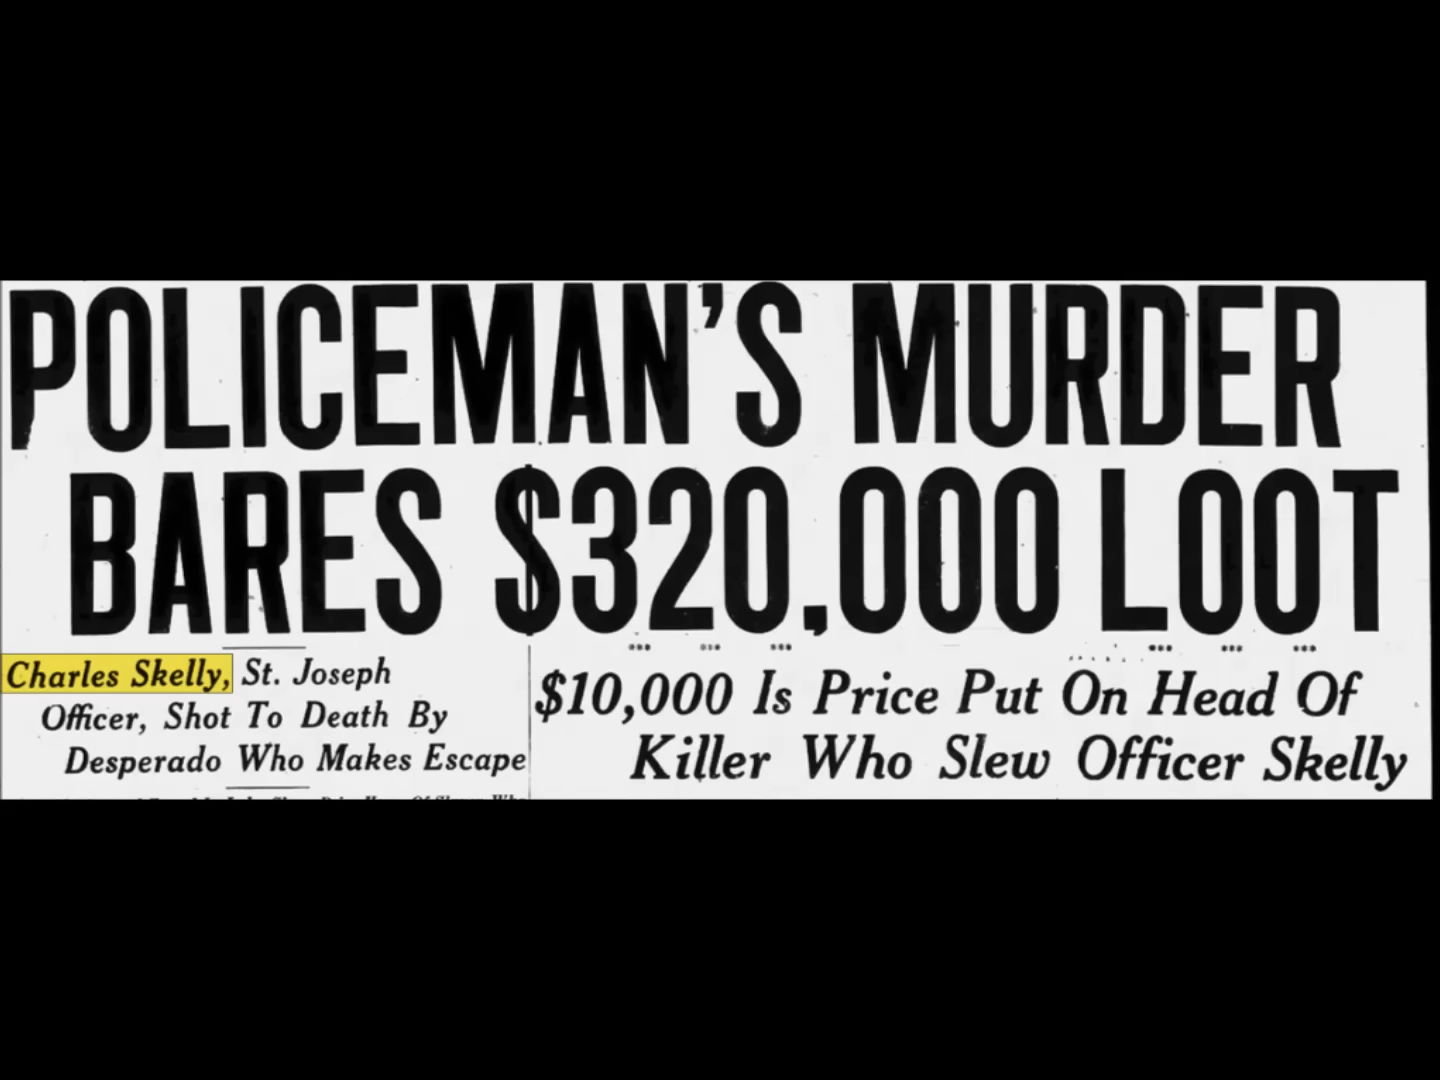 POLICEMAN'S MURDER
BARES $320,000 LOOT
Charles Skelly, St. Joseph
Officer, Shot To Death By
Desperado Who Makes Escape
$10,000 Is Price Put On Head Of
Killer Who Slew Officer Skelly